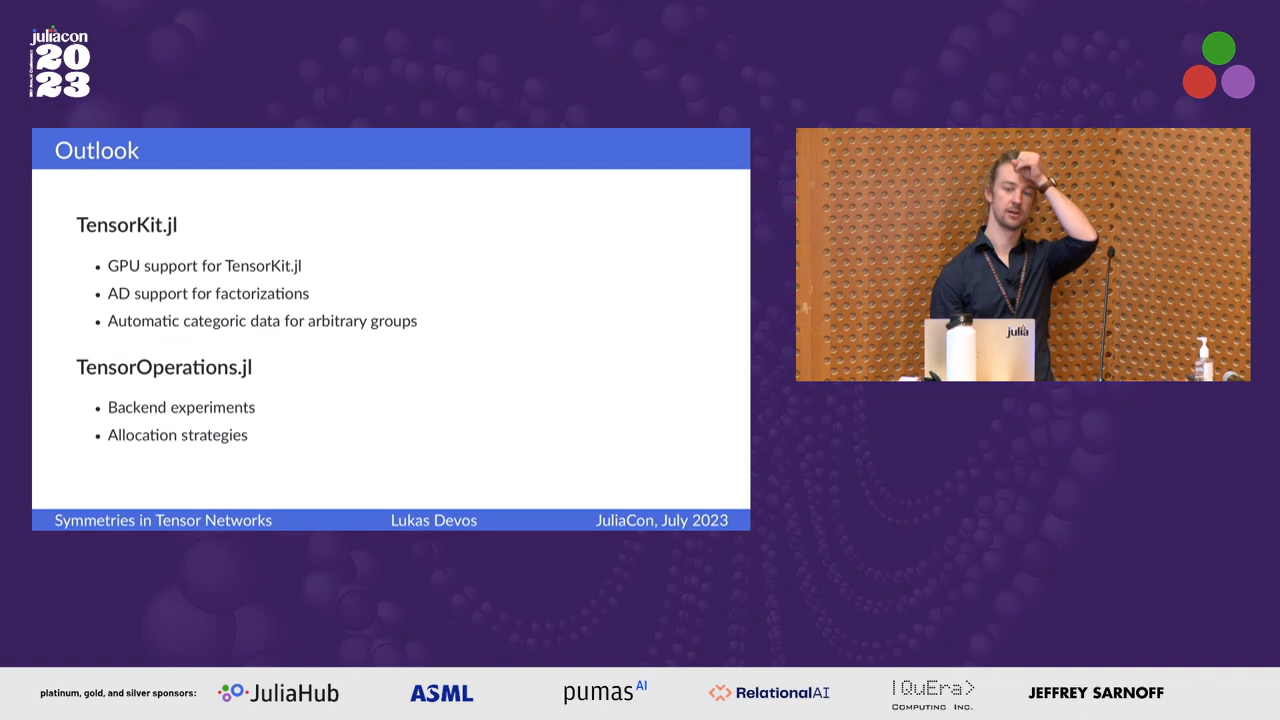 juliacon
20
23
Outlook
TensorKit.jl
• GPU support for TensorKit.jl
• AD support for factorizations
• Automatic categoric data for arbitrary groups
TensorOperations.jl
• Backend experiments
• Allocation strategies
Symmetries in Tensor Networks Lukas Devos JuliaCon, July 2023
julia
platinum, gold, and silver sponsors: JuliaHub ASML pumas AI RelationalAI |QuEra> JEFFREY SARNOFF
COMPUTING INC.